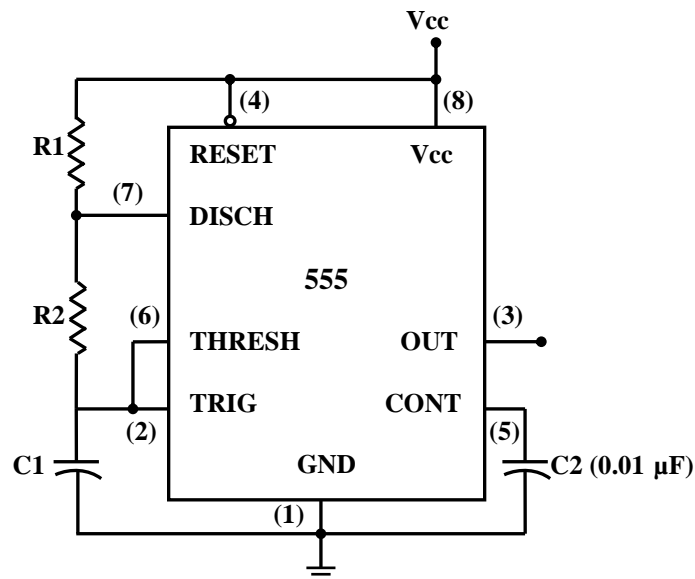 Vcc
(4)
(8)
R1
RESET
Vcc
(7)
DISCH
555
R2
(6)
THRESH
OUT
(3)
TRIG
CONT
(2)
(5)
C1
GND
C2 (0.01 µF)
(1)